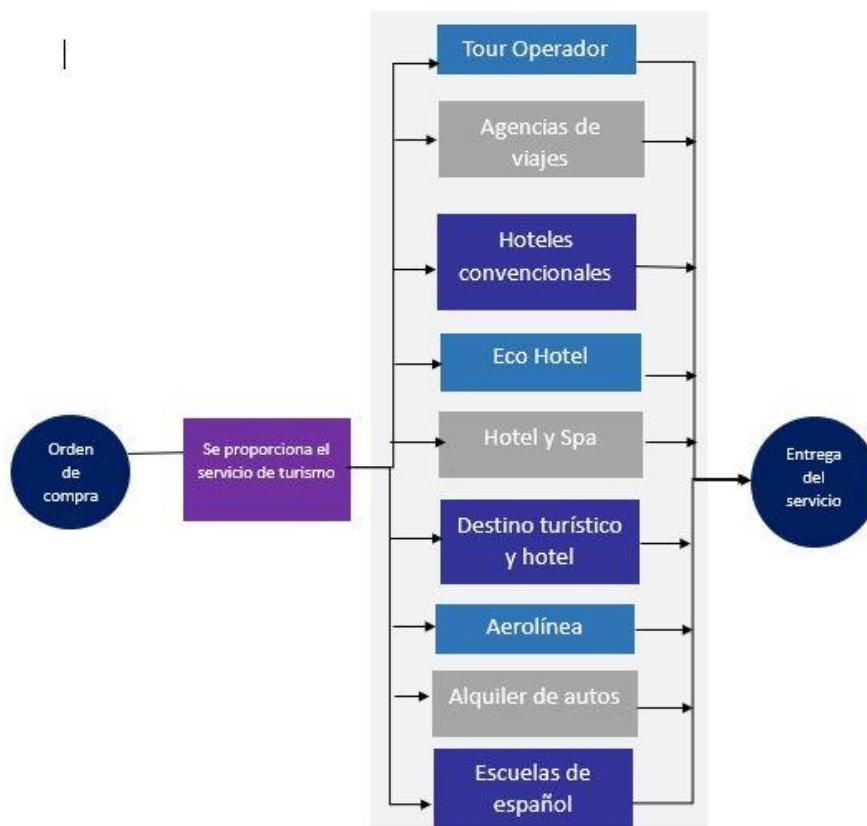 Tour Operador
Agencias de
viajes
Hoteles
convencionales
Eco Hotel
Hotel y Spa
Orden
de
compra
Se proporciona el
servicio de turismo
Destino turístico
y hotel
Aerolínea
Alquiler de autos
Escuelas de
español
Entrega
del
servicio